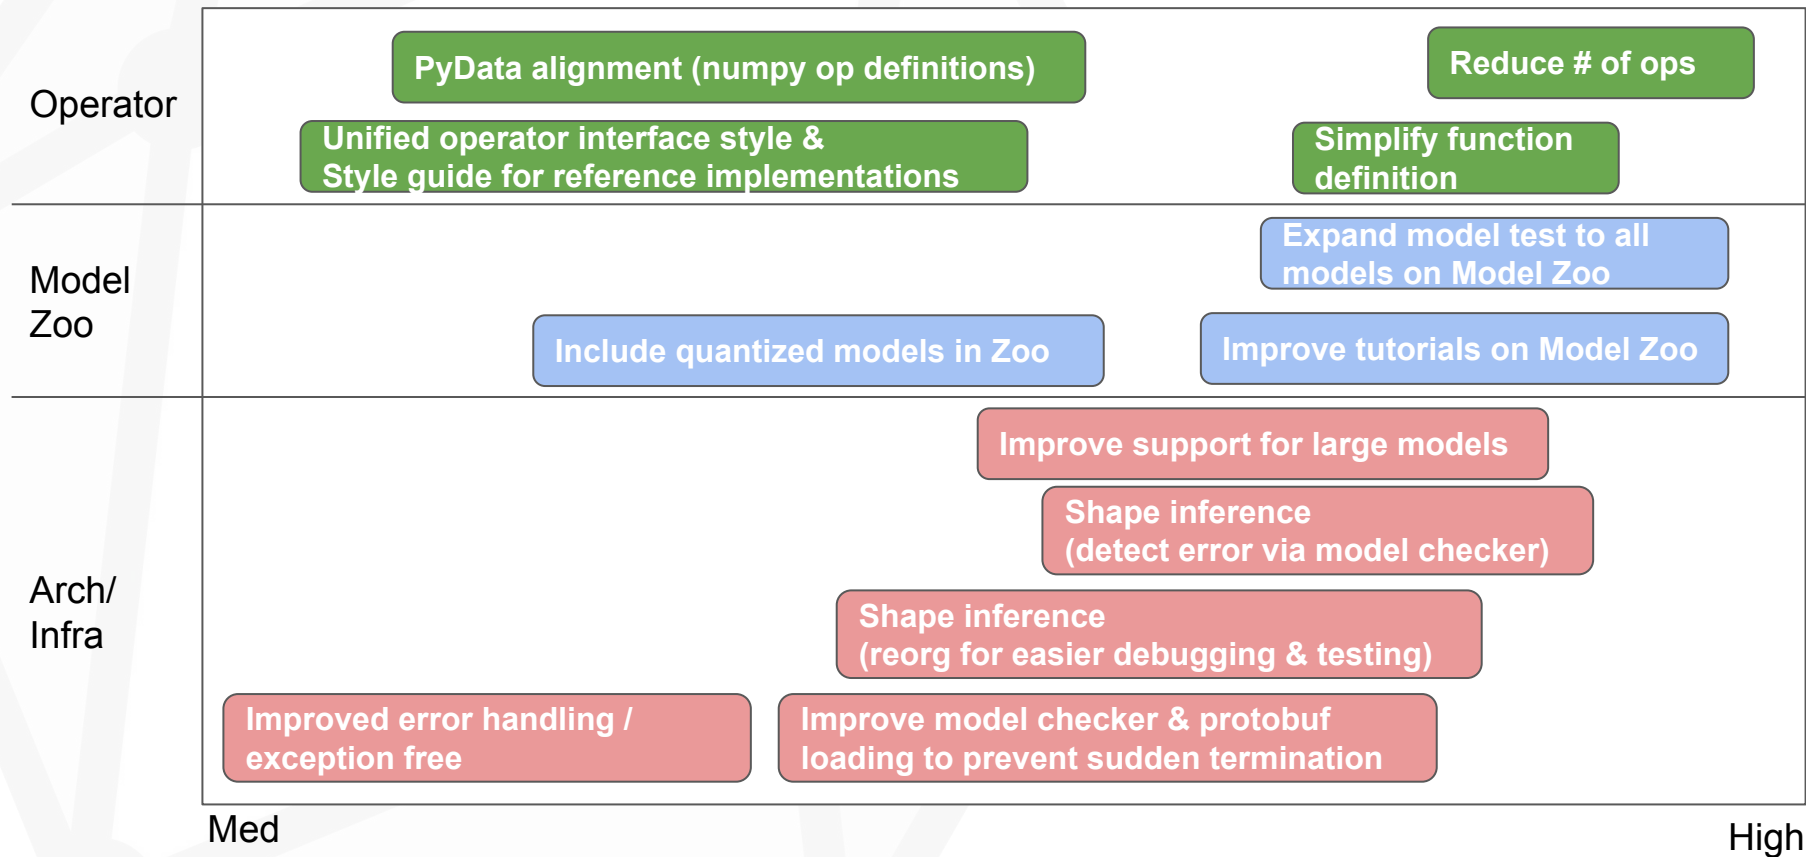 Operator
PyData alignment (numpy op definitions)
Reduce # of ops
Unified operator interface style &
Style guide for reference implementations
Simplify function
definition
Model
Zoo
Expand model test to all
models on Model Zoo
Include quantized models in Zoo
Improve tutorials on Model Zoo
Arch/
Infra
Improve support for large models
Shape inference
(detect error via model checker)
Shape inference
(reorg for easier debugging & testing)
Improved error handling /
exception free
Improve model checker & protobuf
loading to prevent sudden termination
Med
High